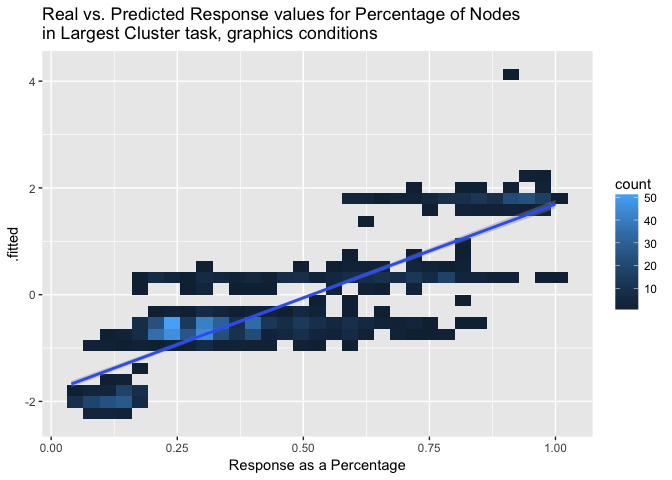 Real vs. Predicted Response values for Percentage of Nodes
in Largest Cluster task, graphics conditions
4
2
0
-2
.fitted
0.00 0.25 0.50 0.75 1.00
Response as a Percentage
count
50
40
30
20
10